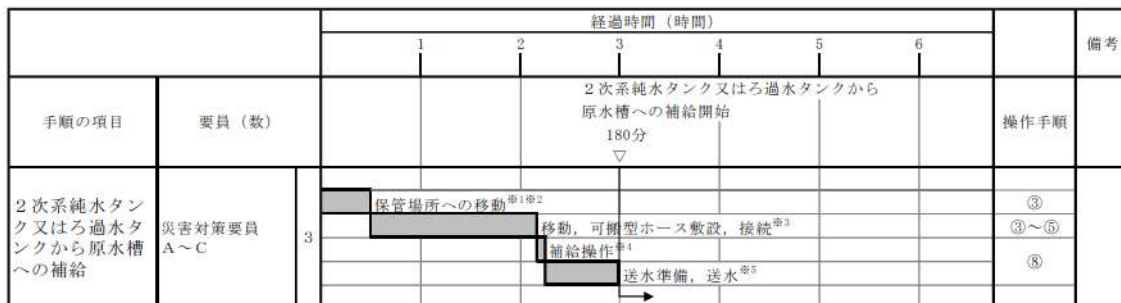 経過時間（時間）
備考
1 2 3 4 5 6
2次系純水タンク又はろ過水タンクから
原水槽への補給開始
手順の項目 要員（数） 操作手順
180分
▽
保管場所への移動※1※2 ③
2次系純水タン
ク又はろ過水タ
ンクから原水槽
への補給
災害対策要員
A～C
3
移動，可搬型ホース敷設，接続※3 ③～⑤
補給操作※4
⑧
送水準備，送水※5